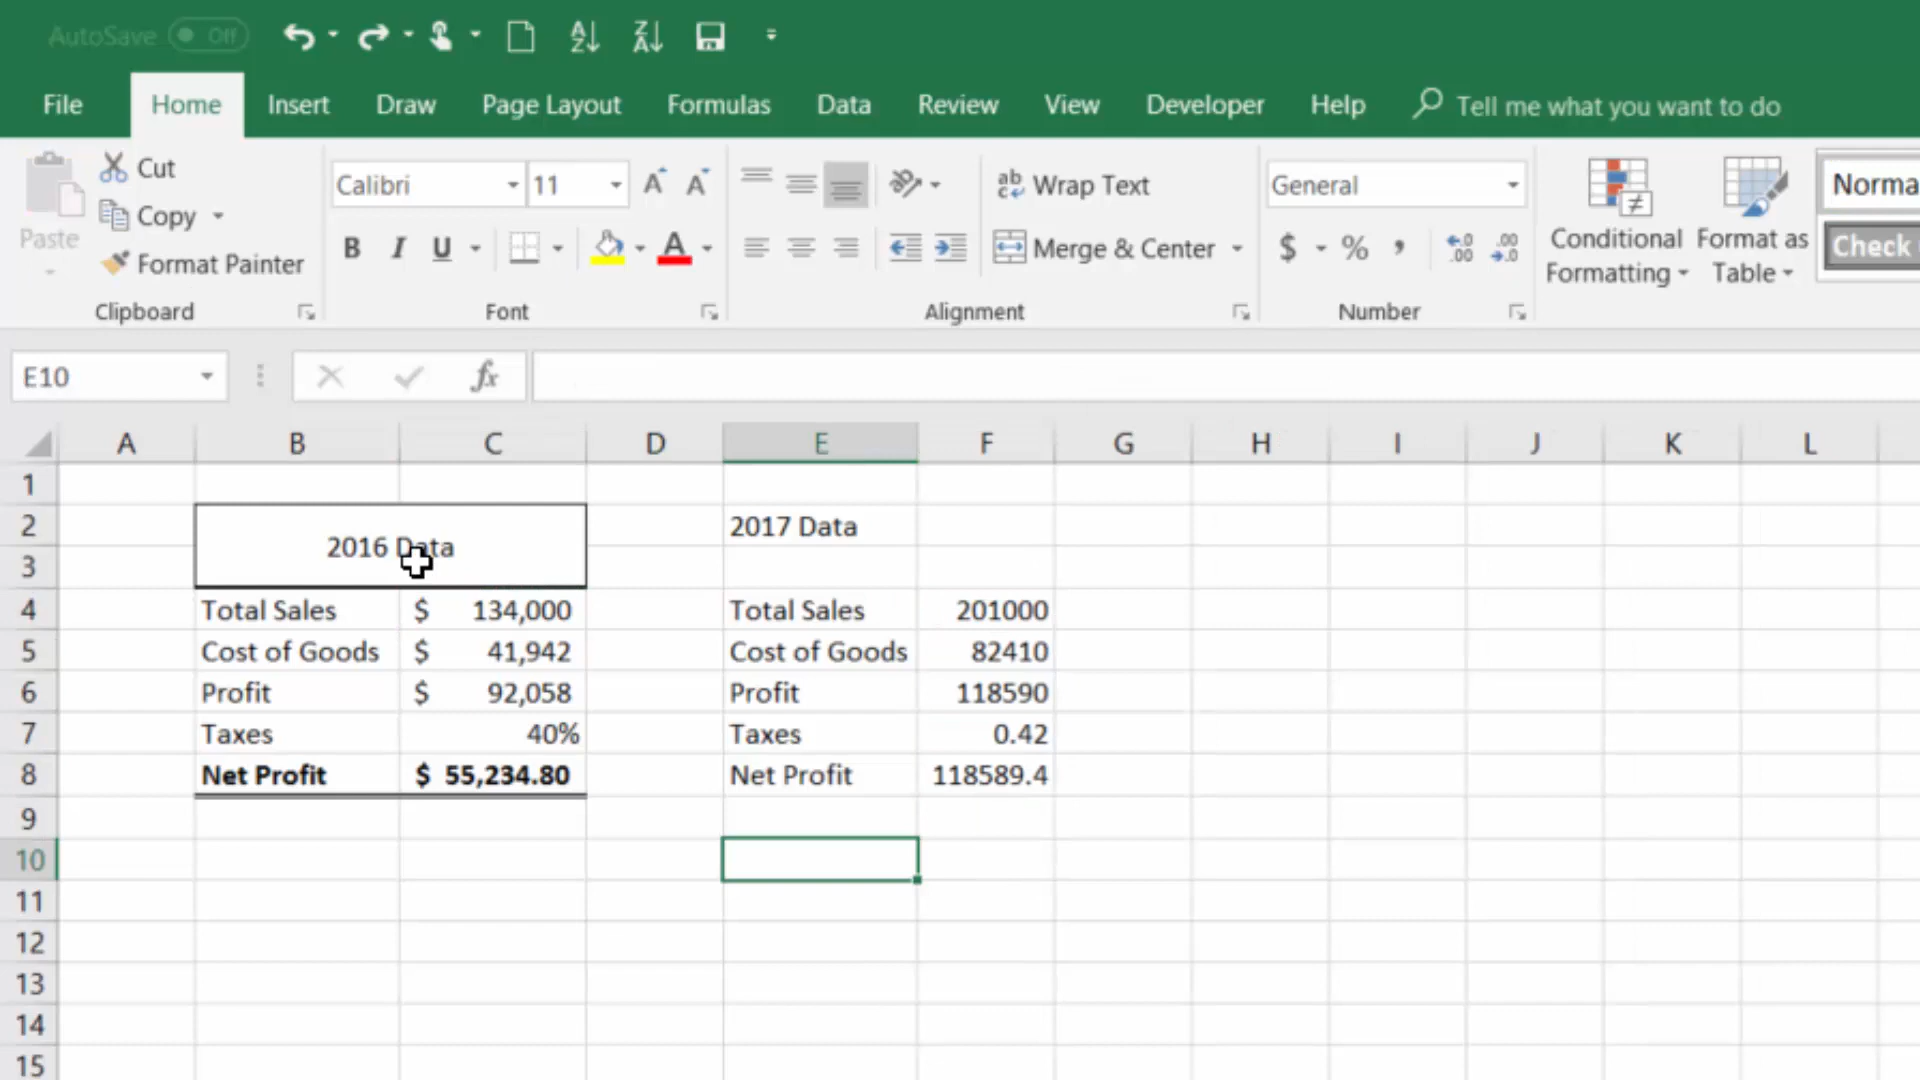 AutoSave Off
File Home Insert Draw Page Layout Formulas Data Review View Developer Help Tell me what you want to do
Cut
Copy
Paste
Format Painter
Clipboard
Calibri 11
B I U
Font
Wrap Text
Merge & Center
Alignment
General
$ % ,
Number
Conditional Formatting
Format as Table
Norma
Check
E10
fx
A B C D E F G H I J K L
1
2 2016 Data 2017 Data
3
4 Total Sales $ 134,000 Total Sales 201000
5 Cost of Goods $ 41,942 Cost of Goods 82410
6 Profit $ 92,058 Profit 118590
7 Taxes 40% Taxes 0.42
8 Net Profit $ 55,234.80 Net Profit 118589.4
9
10
11
12
13
14
15